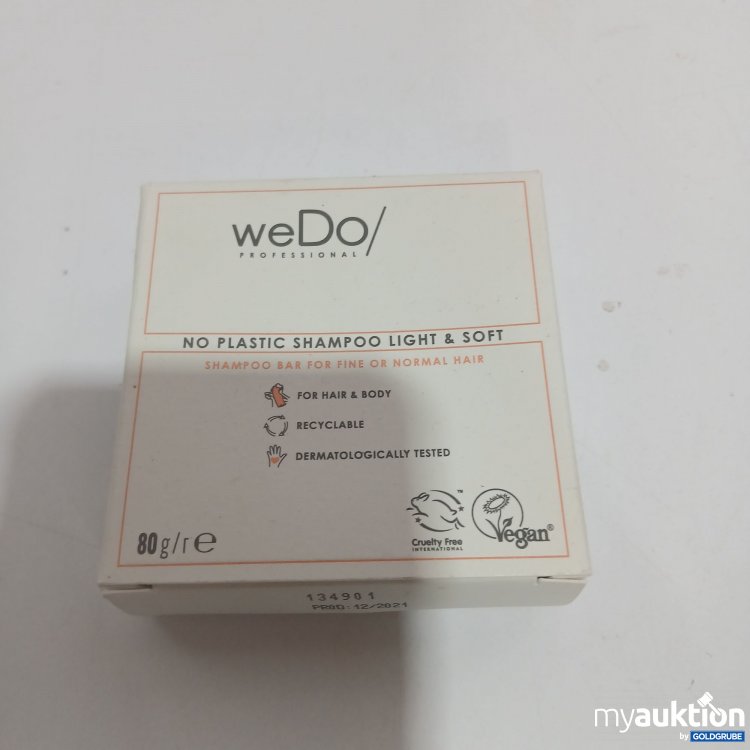 weDo/
PROFESSIONAL
NO PLASTIC SHAMPOO LIGHT & SOFT
SHAMPOO BAR FOR FINE OR NORMAL HAIR
FOR HAIR & BODY
RECYCLABLE
DERMATOLOGICALLY TESTED
80g/г e
™
Cruelty Free
INTERNATIONAL
Vegan®
134901
PROD: 12/2021
myauktion
by GOLDGRUBE